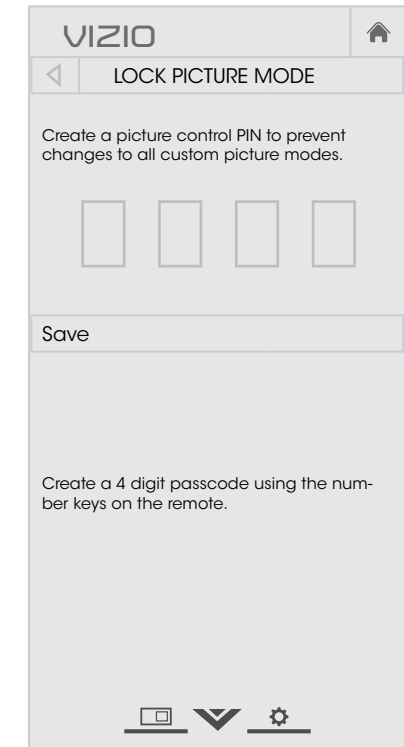 VIZIO
LOCK PICTURE MODE
Create a picture control PIN to prevent
changes to all custom picture modes.
Save
Create a 4 digit passcode using the num-
ber keys on the remote.